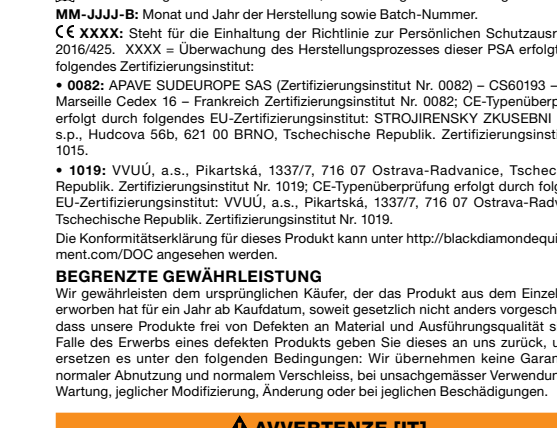 MM-JJJJ-B: Monat und Jahr der Herstellung sowie Batch-Nummer.
CE XXXX: Steht für die Einhaltung der Richtlinie zur Persönlichen Schutzausr
2016/425. XXXX = Überwachung des Herstellungsprozesses dieser PSA erfolgt
folgendes Zertifizierungsinstitut:
• 0082: APAVE SUDEUROPE SAS (Zertifizierungsinstitut Nr. 0082) – CS60193 –
Marseille Cedex 16 – Frankreich Zertifizierungsinstitut Nr. 0082; CE-Typenüberp
erfolgt durch folgendes EU-Zertifizierungsinstitut: STROJIRENSKY ZKUSEBNI
s.p., Hudcova 56b, 621 00 BRNO, Tschechische Republik. Zertifizierungsinsti
1015.
• 1019: VVUÚ, a.s., Pikartská, 1337/7, 716 07 Ostrava-Radvanice, Tschec
Republik. Zertifizierungsinstitut Nr. 1019; CE-Typenüberprüfung erfolgt durch folg
EU-Zertifizierungsinstitut: VVUÚ, a.s., Pikartská, 1337/7, 716 07 Ostrava-Radv
Tschechische Republik. Zertifizierungsinstitut Nr. 1019.
Die Konformitätserklärung für dieses Produkt kann unter http://blackdiamondequi
ment.com/DOC angesehen werden.
BEGRENZTE GEWÄHRLEISTUNG
Wir gewährleisten dem ursprünglichen Käufer, der das Produkt aus dem Einzel
erworben hat für ein Jahr ab Kaufdatum, soweit gesetzlich nicht anders vorgesch
dass unsere Produkte frei von Defekten an Material und Ausführungsqualität s
Falle des Erwerbs eines defekten Produkts geben Sie dieses an uns zurück, u
ersetzen es unter den folgenden Bedingungen: Wir übernehmen keine Garan
normaler Abnutzung und normalem Verschleiss, bei unsachgemässer Verwendun
Wartung, jeglicher Modifizierung, Änderung oder bei jeglichen Beschädigungen.
AVVERTENZE [IT]